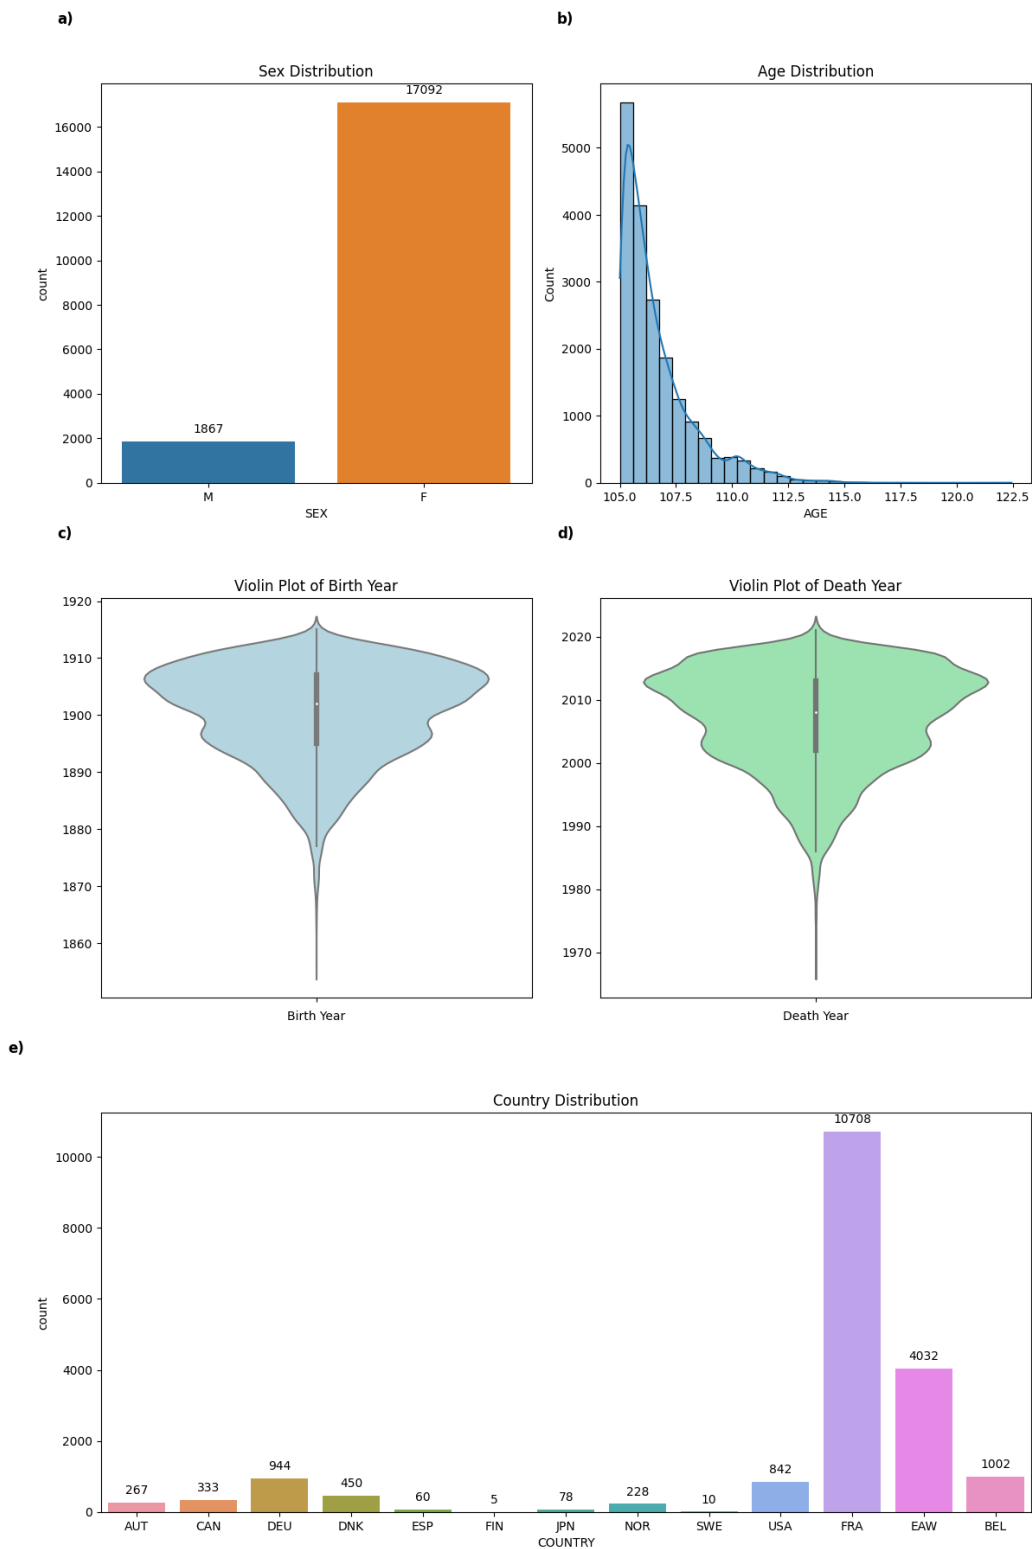 a)
b)
Sex Distribution
Age Distribution
17092
1867
16000
14000
12000
10000
8000
6000
4000
2000
0
count
M
F
SEX
5000
4000
3000
2000
1000
0
Count
105.0
107.5
110.0
112.5
115.0
117.5
120.0
122.5
AGE
c)
d)
Violin Plot of Birth Year
Violin Plot of Death Year
1920
1910
1900
1890
1880
1870
1860
Birth Year
2020
2010
2000
1990
1980
1970
Death Year
e)
Country Distribution
10000
8000
6000
4000
2000
0
count
267
333
944
450
60
5
78
228
10
842
10708
4032
1002
AUT
CAN
DEU
DNK
ESP
FIN
JPN
NOR
SWE
USA
FRA
EAW
BEL
COUNTRY